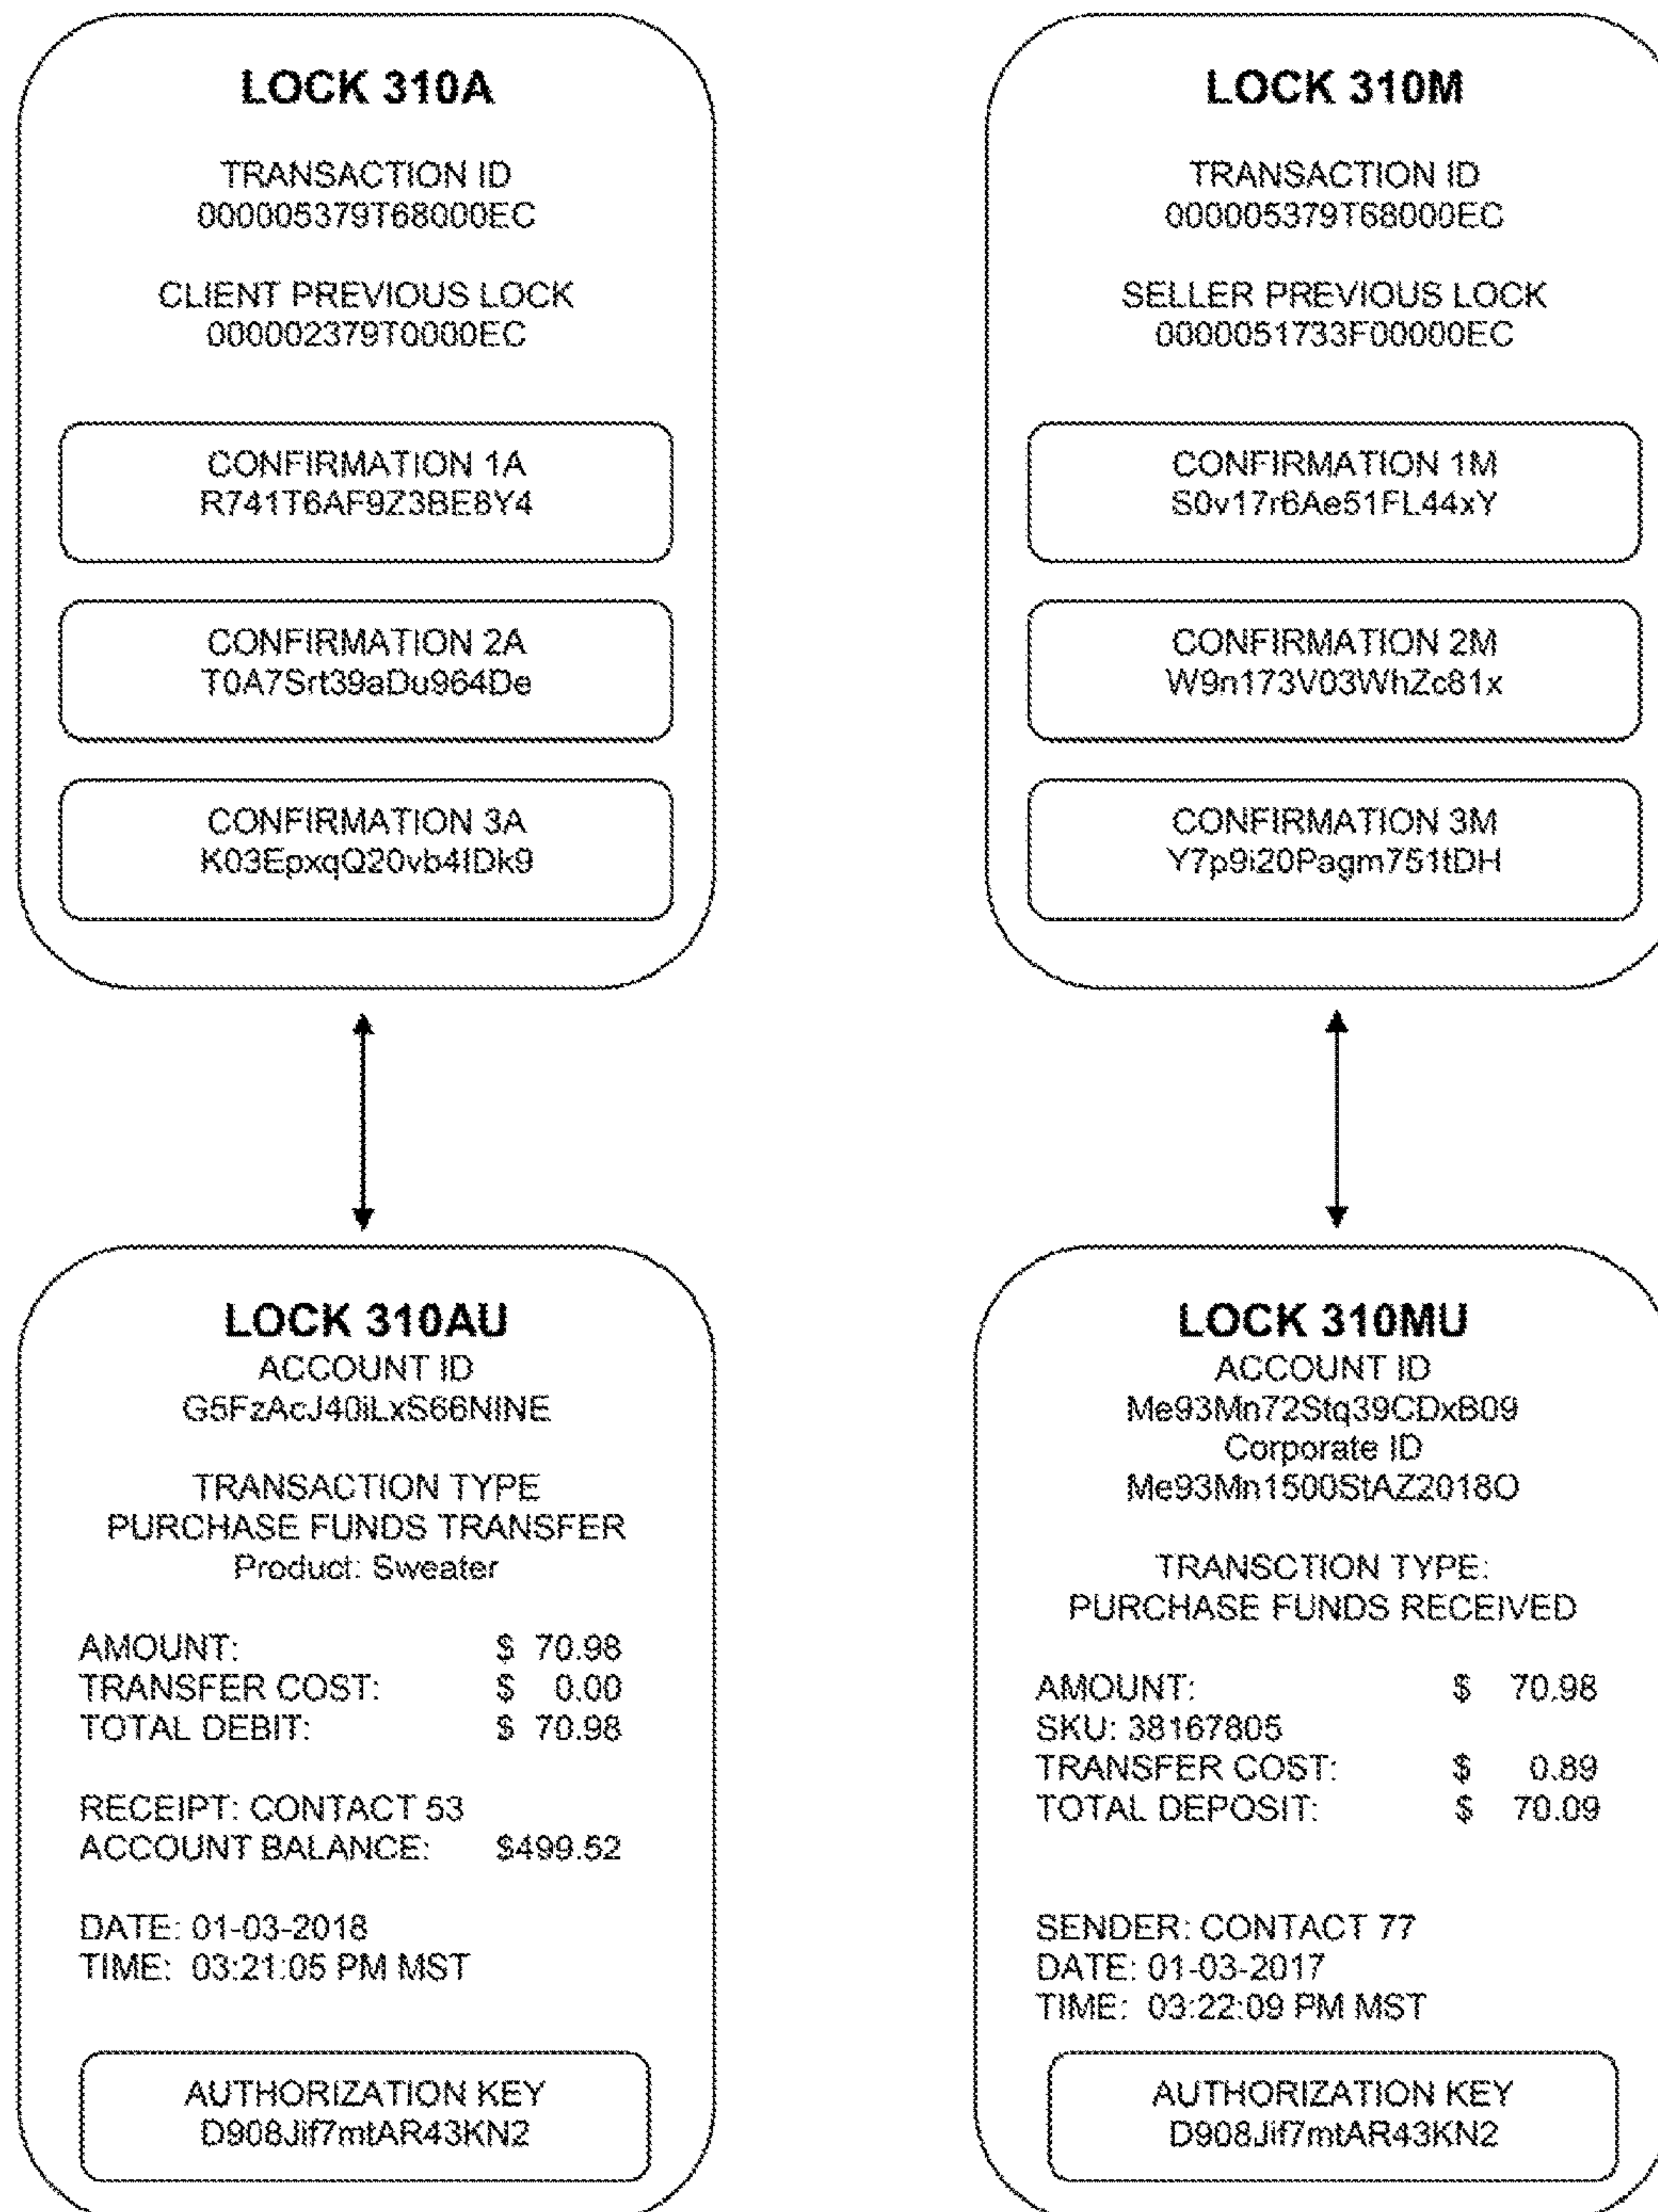 LOCK 310A
TRANSACTION ID
000005379T68000EC
CLIENT PREVIOUS LOCK
000002379T0000EC
CONFIRMATION 1A
R741T6AF9Z3BE8Y4
CONFIRMATION 2A
T0A7Srt39aDu964De
CONFIRMATION 3A
K03EpxqQ20vb4IDk9
LOCK 310M
TRANSACTION ID
000005379T68000EC
SELLER PREVIOUS LOCK
0000051733F00000EC
CONFIRMATION 1M
S0v17r6Ae51FL44xY
CONFIRMATION 2M
W9n173V03WhZc81x
CONFIRMATION 3M
Y7p9i20Pagm751tDH
LOCK 310AU
ACCOUNT ID
G5FzAcJ40iLxS66NINE
TRANSACTION TYPE
PURCHASE FUNDS TRANSFER
Product: Sweater
AMOUNT: $ 70.98
TRANSFER COST: $ 0.00
TOTAL DEBIT: $ 70.98
RECEIPT: CONTACT 53
ACCOUNT BALANCE: $499.52
DATE: 01-03-2018
TIME: 03:21:05 PM MST
AUTHORIZATION KEY
D908Jif7mtAR43KN2
LOCK 310MU
ACCOUNT ID
Me93Mn72Stq39CDxB09
Corporate ID
Me93Mn1500StAZ2018O
TRANSCTION TYPE:
PURCHASE FUNDS RECEIVED
AMOUNT: $ 70.98
SKU: 38167805
TRANSFER COST: $ 0.89
TOTAL DEPOSIT: $ 70.09
SENDER: CONTACT 77
DATE: 01-03-2017
TIME: 03:22:09 PM MST
AUTHORIZATION KEY
D908Jif7mtAR43KN2